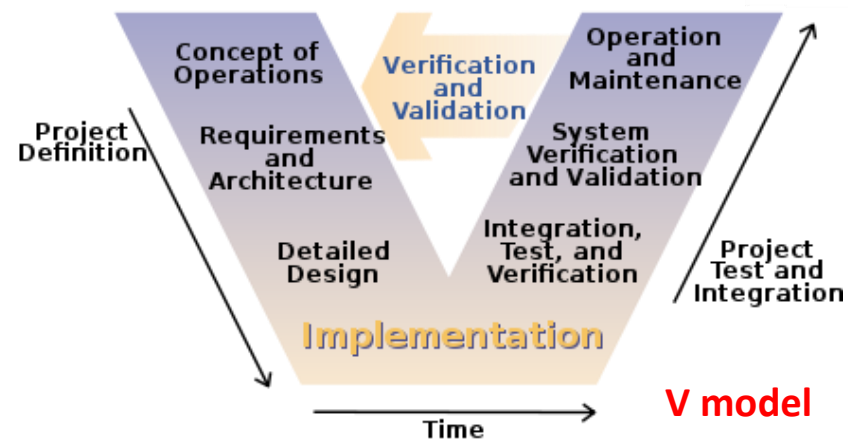 Concept of
Operations
Verification
and
Validation
Operation
and
Maintenance
Project
Definition
Requirements
and
Architecture
System
Verification
and Validation
Detailed
Design
Integration,
Test, and
Verification
Project
Test and
Integration
Implementation
Time
V model